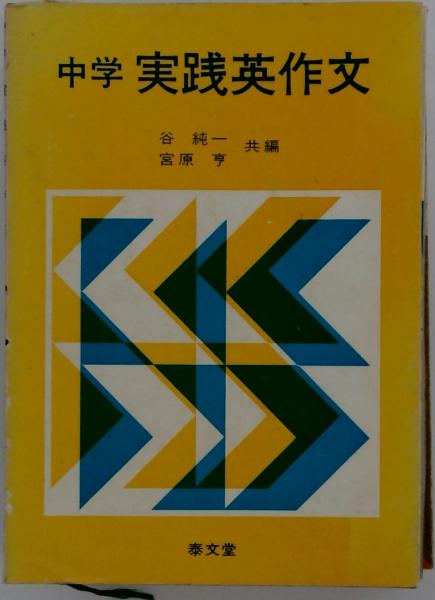 中学 実践英作文
谷 純一
宮原 亨 共編
泰文堂